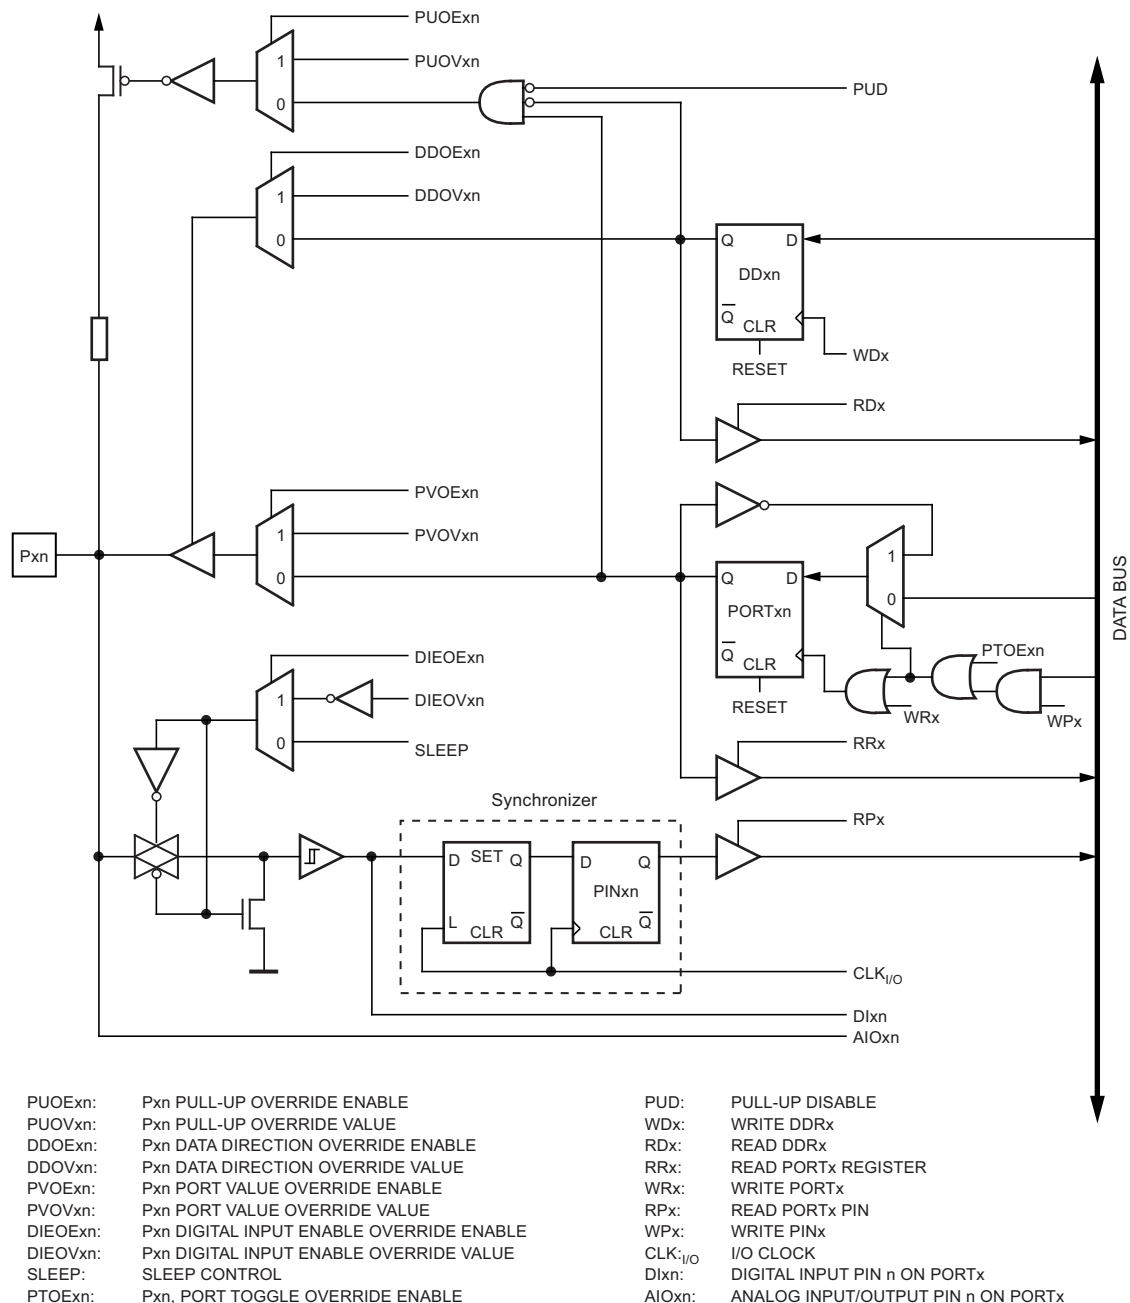 PUOExn
PUOVxn
1
0
PUD
DDOExn
DDOVxn
1
0
Q D
DDxn
Q
CLR
RESET
WDx
RDx
PVOExn
PVOVxn
1
0
Pxn
1
0
Q D
PORTxn
Q
CLR
RESET
PTOExn
WRx
WPx
DATA BUS
DIEOExn
DIEOVxn
1
0
SLEEP
RRx
Synchronizer
RPx
D SET Q
L CLR Q
D Q
PINxn
CLR Q
CLKI/O
DIxn
AIOxn
PUOExn: Pxn PULL-UP OVERRIDE ENABLE
PUOVxn: Pxn PULL-UP OVERRIDE VALUE
DDOExn: Pxn DATA DIRECTION OVERRIDE ENABLE
DDOVxn: Pxn DATA DIRECTION OVERRIDE VALUE
PVOExn: Pxn PORT VALUE OVERRIDE ENABLE
PVOVxn: Pxn PORT VALUE OVERRIDE VALUE
DIEOExn: Pxn DIGITAL INPUT ENABLE OVERRIDE ENABLE
DIEOVxn: Pxn DIGITAL INPUT ENABLE OVERRIDE VALUE
SLEEP: SLEEP CONTROL
PTOExn: Pxn, PORT TOGGLE OVERRIDE ENABLE
PUD: PULL-UP DISABLE
WDx: WRITE DDRx
RDx: READ DDRx
RRx: READ PORTx REGISTER
WRx: WRITE PORTx
RPx: READ PORTx PIN
WPx: WRITE PINx
CLK:I/O I/O CLOCK
DIxn: DIGITAL INPUT PIN n ON PORTx
AIOxn: ANALOG INPUT/OUTPUT PIN n ON PORTx